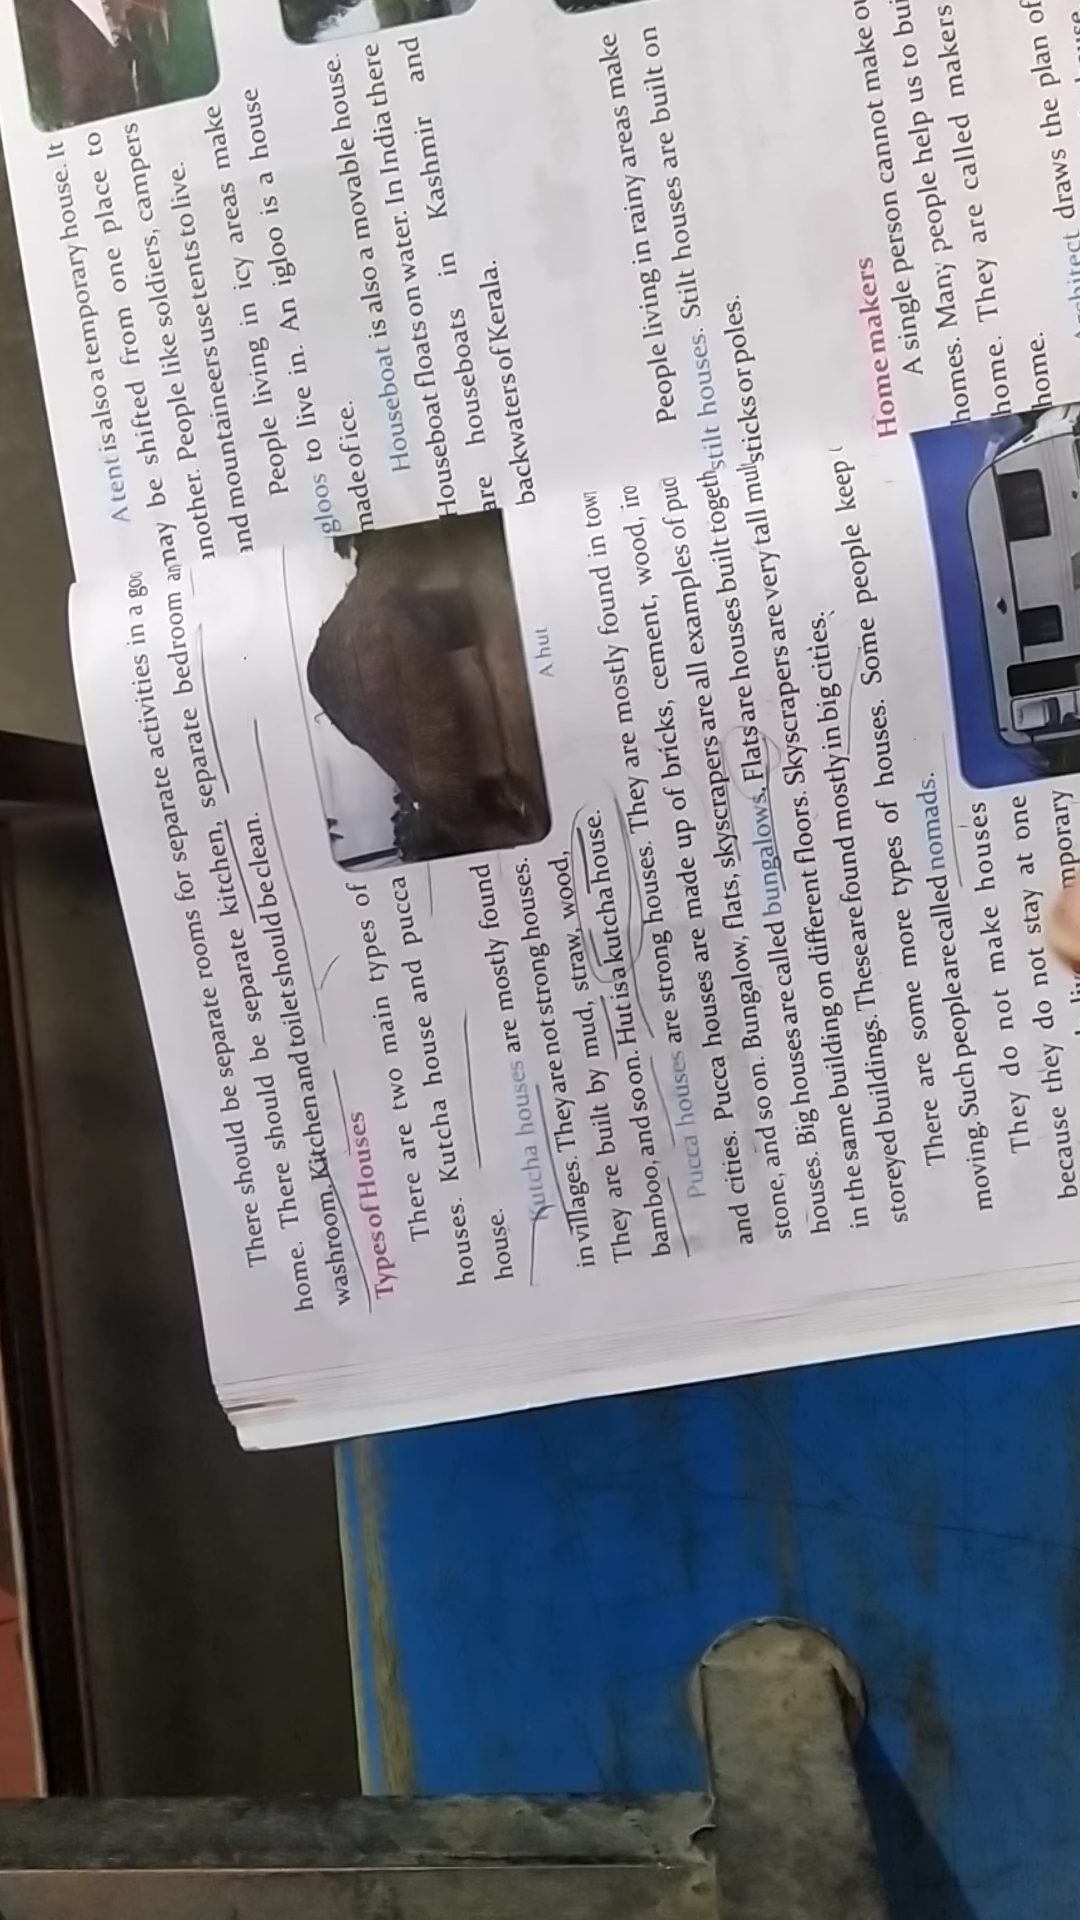 There should be separate rooms for separate activities in a
home. There should be separate kitchen, separate bedroom
washroom. Kitchen and toilet should be clean.
Types of Houses
There are two main types of
houses. Kutcha house and pucca
house.
Kutcha houses are mostly found
in villages. They are not strong houses.
They are built by mud, straw, wood,
bamboo, and so on. Hut is a kutcha house.
A hut
Pucca houses are strong houses. They are mostly found in
and cities. Pucca houses are made up of bricks, cement, wood,
stone, and so on. Bungalow, flats, skyscrapers are all examples of
houses. Big houses are called bungalows. Flats are houses built
in the same building on different floors. Skyscrapers are very tall
storeyed buildings. These are found mostly in big cities.
There are some more types of houses. Some people keep
moving. Such people are called nomads.
They do not make houses
because they do not stay at one
A tent is also a temporary house. It
may be shifted from one place to
another. People like soldiers, campers
and mountaineers use tents to live.
People living in icy areas make
igloos to live in. An igloo is a house
made of ice.
Houseboat is also a movable house.
Houseboat floats on water. In India there
are houseboats in Kashmir and
backwaters of Kerala.
People living in rainy areas make
stilt houses. Stilt houses are built on
sticks or poles.
Home makers
A single person cannot make
homes. Many people help us to
home. They are called makers
home.
draws the plan of